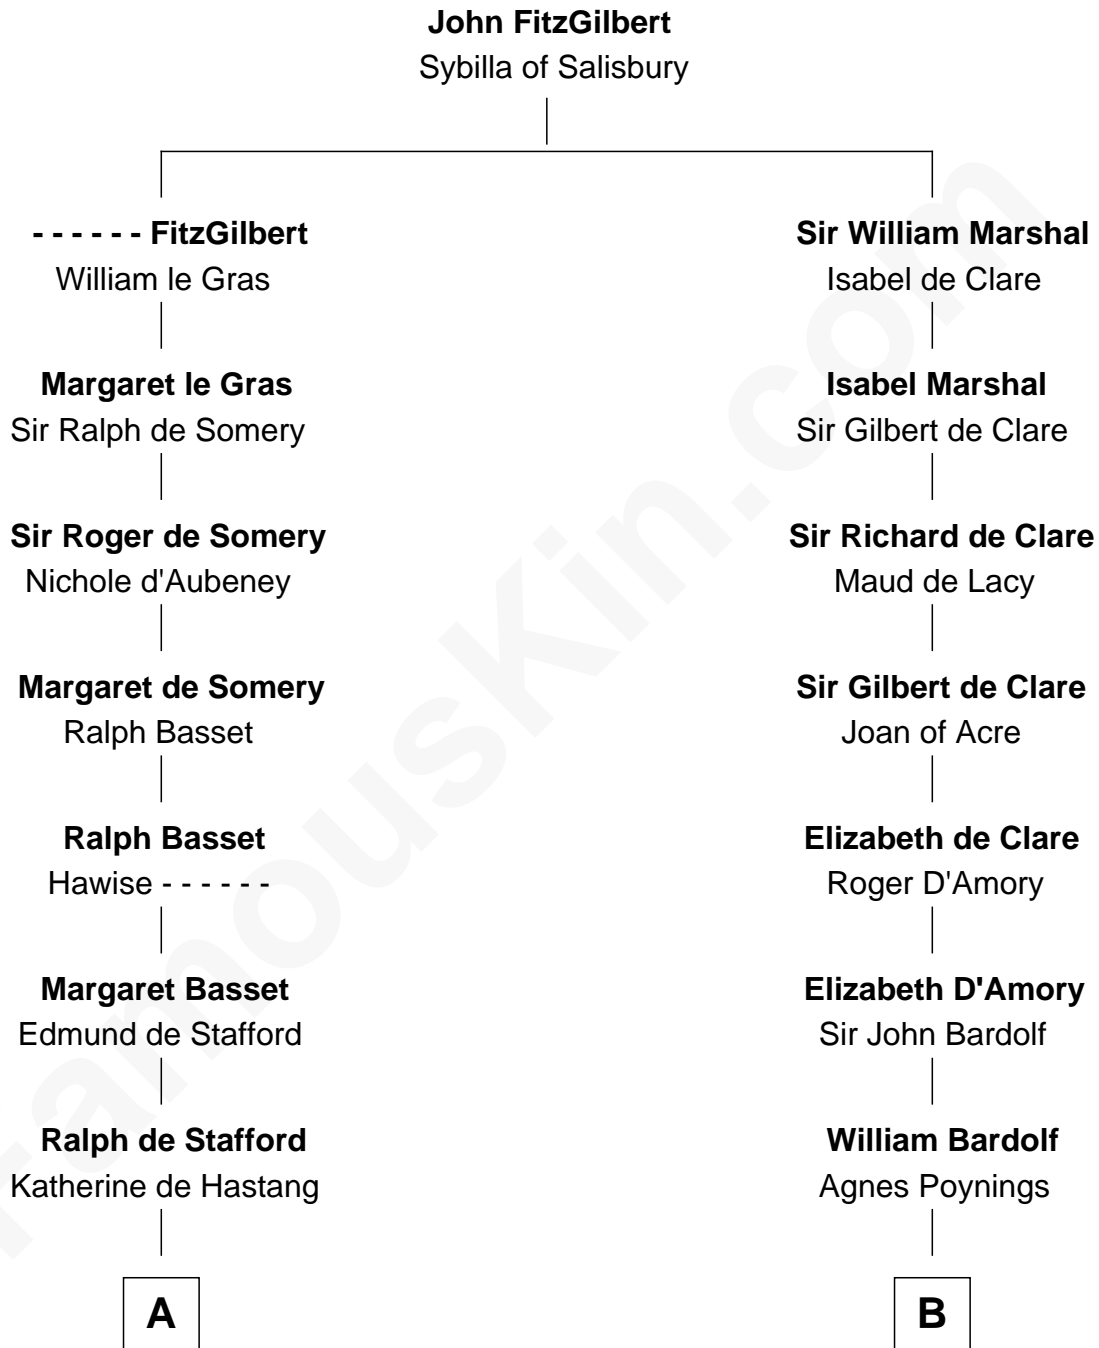 John FitzGilbert
Sybilla of Salisbury
- - - - - - FitzGilbert
William le Gras
Sir William Marshal
Isabel de Clare
Margaret le Gras
Sir Ralph de Somery
Isabel Marshal
Sir Gilbert de Clare
Sir Roger de Somery
Nichole d'Aubeney
Sir Richard de Clare
Maud de Lacy
Margaret de Somery
Ralph Basset
Sir Gilbert de Clare
Joan of Acre
Ralph Basset
Hawise - - - - - -
Elizabeth de Clare
Roger D'Amory
Margaret Basset
Edmund de Stafford
Elizabeth D'Amory
Sir John Bardolf
Ralph de Stafford
Katherine de Hastang
William Bardolf
Agnes Poynings
A
B
FamousKin.com